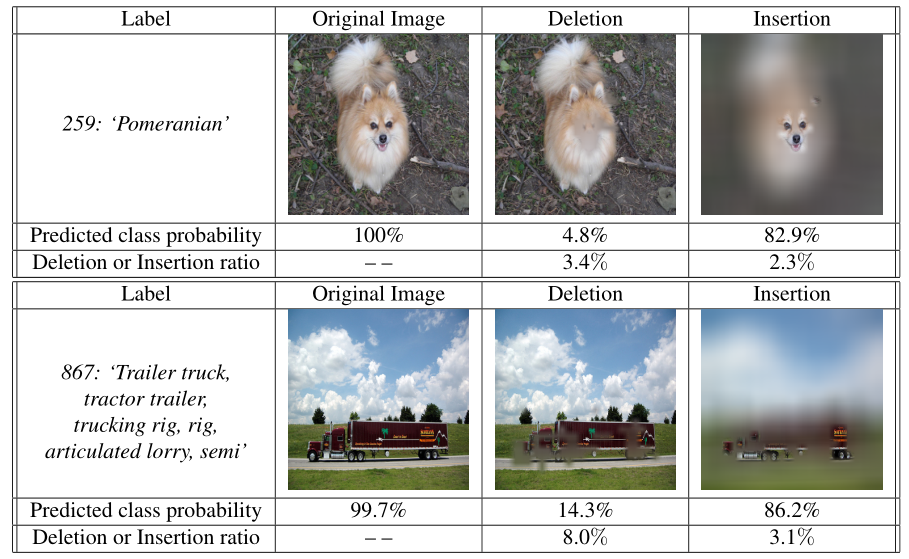 Label Original Image Deletion Insertion
259: ‘Pomeranian’
Predicted class probability 100% 4.8% 82.9%
Deletion or Insertion ratio – – 3.4% 2.3%
Label Original Image Deletion Insertion
867: ‘Trailer truck,
tractor trailer,
trucking rig, rig,
articulated lorry, semi’
Predicted class probability 99.7% 14.3% 86.2%
Deletion or Insertion ratio – – 8.0% 3.1%